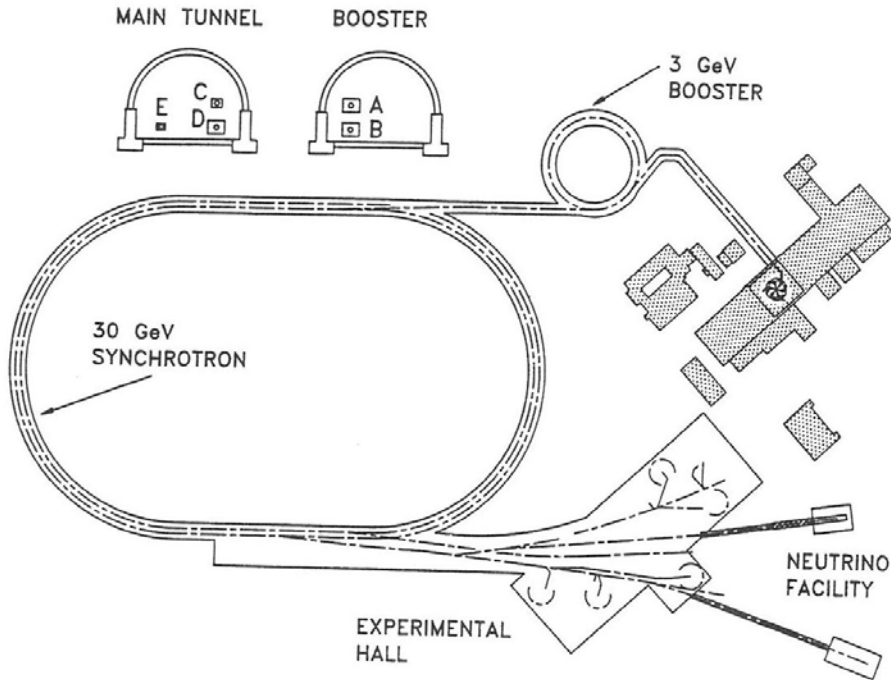 MAIN TUNNEL
BOOSTER
C
E
D
A
B
3 GeV
BOOSTER
30 GeV
SYNCHROTRON
NEUTRINO
FACILITY
EXPERIMENTAL
HALL